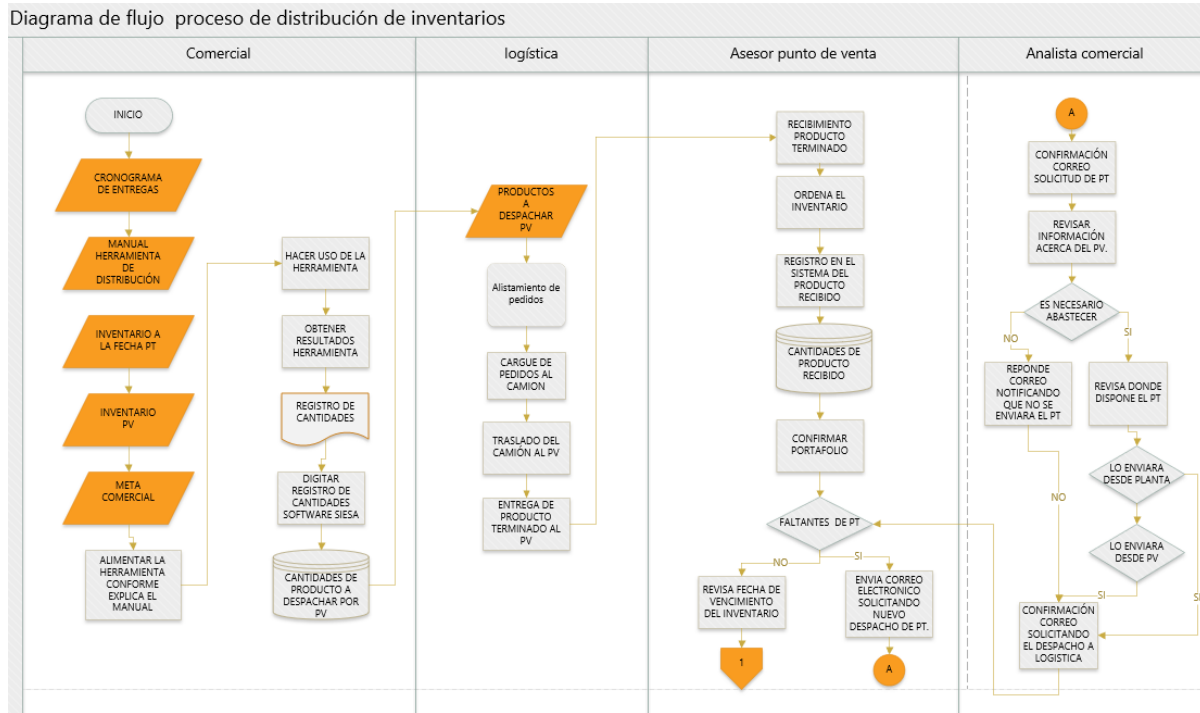 Diagrama de flujo proceso de distribución de inventarios
Comercial
logística
Asesor punto de venta
Analista comercial
INICIO
CRONOGRAMA
DE ENTREGAS
MANUAL
HERRAMIENTA
DE
DISTRIBUCIÓN
INVENTARIO A
LA FECHA PT
INVENTARIO
PV
META
COMERCIAL
ALIMENTAR LA
HERRAMIENTA
CONFORME
EXPLICA EL
MANUAL
HACER USO DE LA
HERRAMIENTA
OBTENER
RESULTADOS
HERRAMIENTA
REGISTRO DE
CANTIDADES
DIGITAR
REGISTRO DE
CANTIDADES
SOFTWARE SIESA
CANTIDADES DE
PRODUCTO A
DESPACHAR POR
PV
PRODUCTOS
A
DESPACHAR
PV
Alistamiento de
pedidos
CARGUE DE
PEDIDOS AL
CAMION
TRASLADO DEL
CAMIÓN AL PV
ENTREGA DE
PRODUCTO
TERMINADO AL
PV
RECIBIMIENTO
PRODUCTO
TERMINADO
ORDENA EL
INVENTARIO
REGISTRO EN EL
SISTEMA DEL
PRODUCTO
RECIBIDO
CANTIDADES DE
PRODUCTO
RECIBIDO
CONFIRMAR
PORTAFOLIO
FALTANTES DE PT
NO
SI
REVISA FECHA DE
VENCIMIENTO
DEL INVENTARIO
1
ENVIA CORREO
ELECTRONICO
SOLICITANDO
NUEVO
DESPACHO DE PT.
A
A
CONFIRMACIÓN
CORREO
SOLICITUD DE PT
REVISAR
INFORMACIÓN
ACERCA DEL PV.
ES NECESARIO
ABASTECER
NO
SI
REPONDE
CORREO
NOTIFICANDO
QUE NO SE
ENVIARA EL PT
REVISA DONDE
DISPONE EL PT
LO ENVIARA
DESDE PLANTA
NO
LO ENVIARA
DESDE PV
SI
SI
CONFIRMACIÓN
CORREO
SOLICITANDO
EL DESPACHO A
LOGISTICA